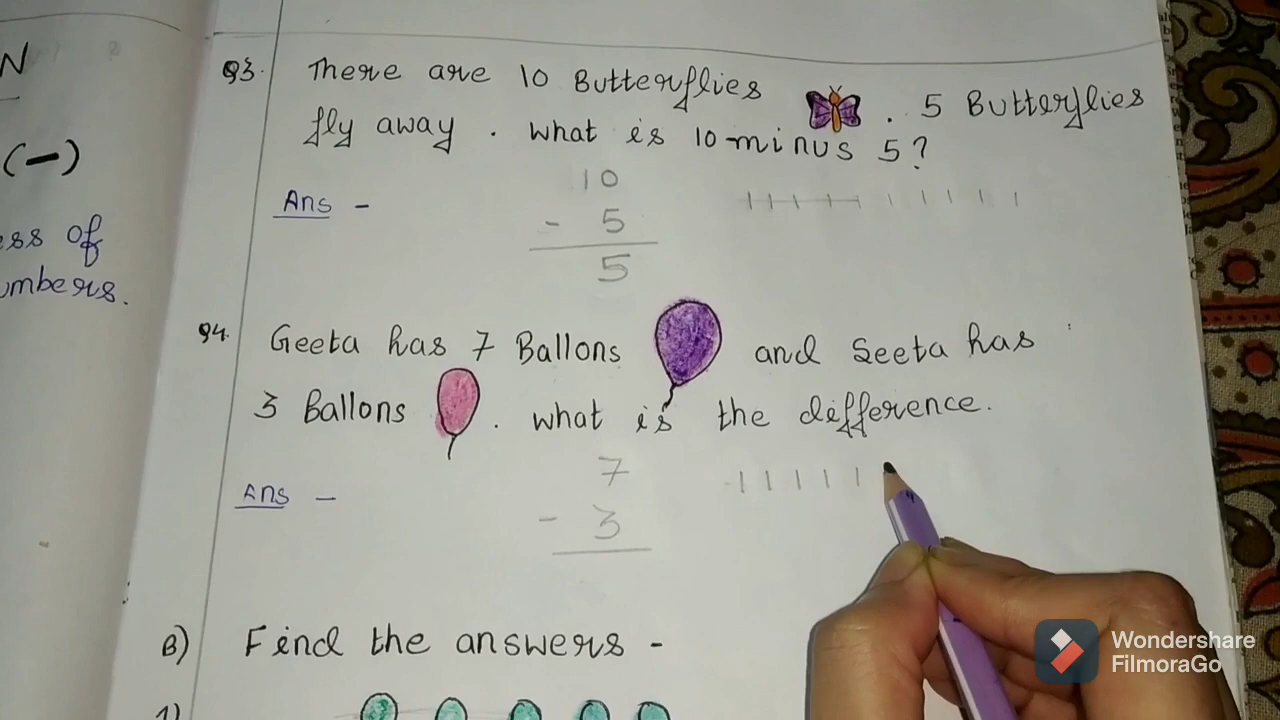 N
(-)
ess of
umbers.
Q3. There are 10 Butterflies . 5 Butterflies
fly away . what is 10 minus 5?
Ans -
10
- 5
5
Q4. Geeta has 7 Ballons and Seeta has
3 Ballons . what is the difference.
Ans -
7
- 3
B) Find the answers -
1)
Wondershare
FilmoraGo